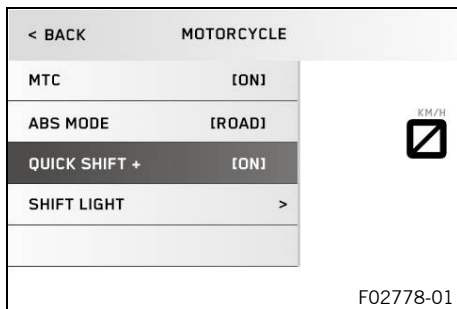 < BACK MOTORCYCLE
MTC [ON]
KM/H
ABS MODE [ROAD]
QUICK SHIFT + [ON]
SHIFT LIGHT >
F02778-01